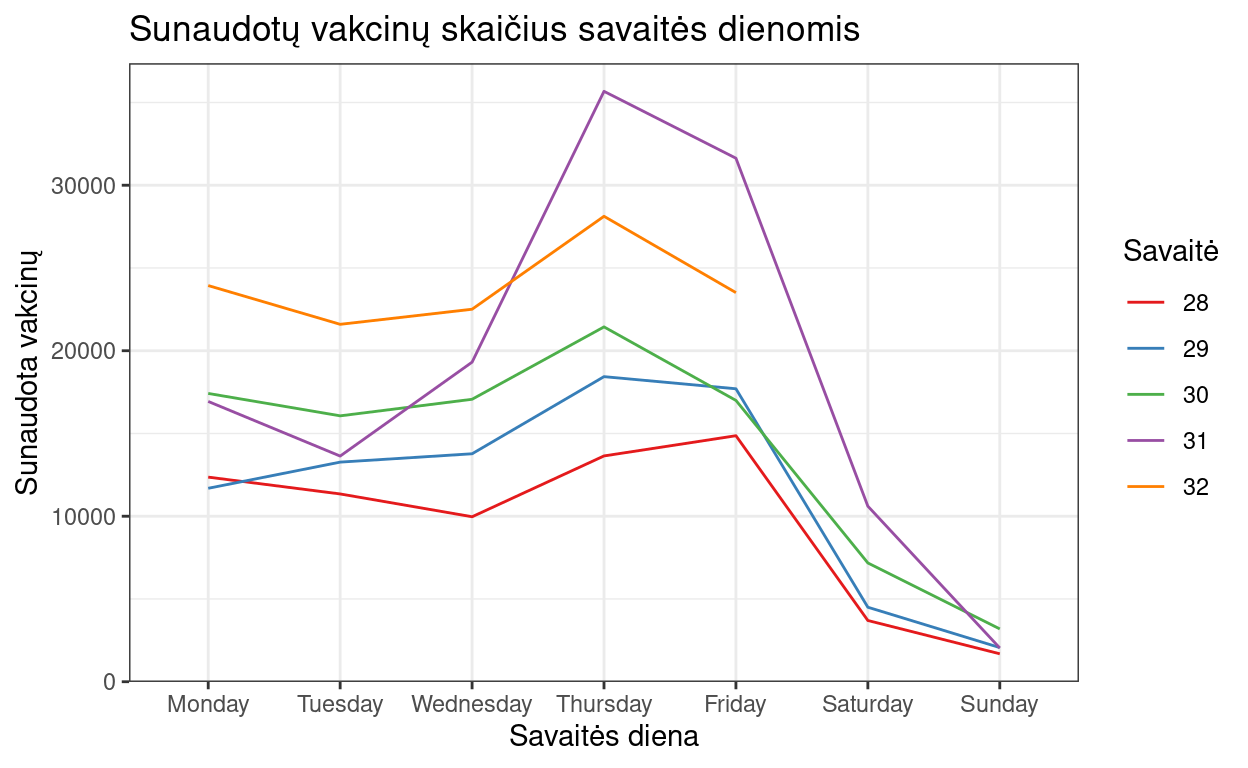 Sunaudotų vakcinų skaičius savaitės dienomis
Sunaudota vakcinų
30000
20000
10000
0
Monday Tuesday Wednesday Thursday Friday Saturday Sunday
Savaitės diena
Savaitė
28
29
30
31
32